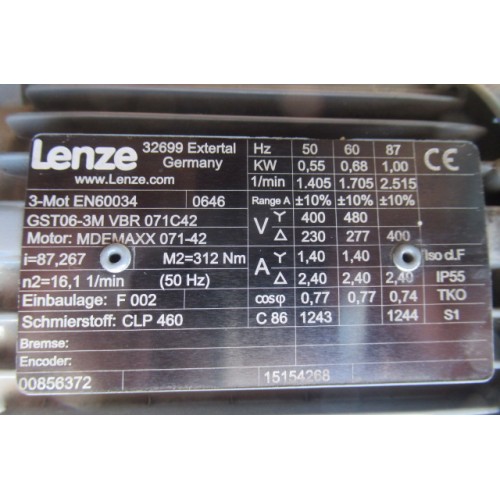 Lenze 32699 Extertal Germany
www.Lenze.com
3-Mot EN60034 0646
GST06-3M VBR 071C42
Motor: MDEMAXX 071-42
i=87,267 M2=312 Nm
n2=16,1 1/min (50 Hz)
Einbaulage: F 002
Schmierstoff: CLP 460
Hz 50 60 87
KW 0,55 0,68 1,00
1/min 1.405 1.705 2.515
Range A ±10% ±10% ±10%
V Y 400 480
Δ 230 277 400
A Y 1,40 1,40 Iso d.F
Δ 2,40 2,40 2,40 IP55
cosφ 0,77 0,77 0,74 TKO
C 86 1243 1244 S1
CE
Bremse:
Encoder:
00856372 15154268